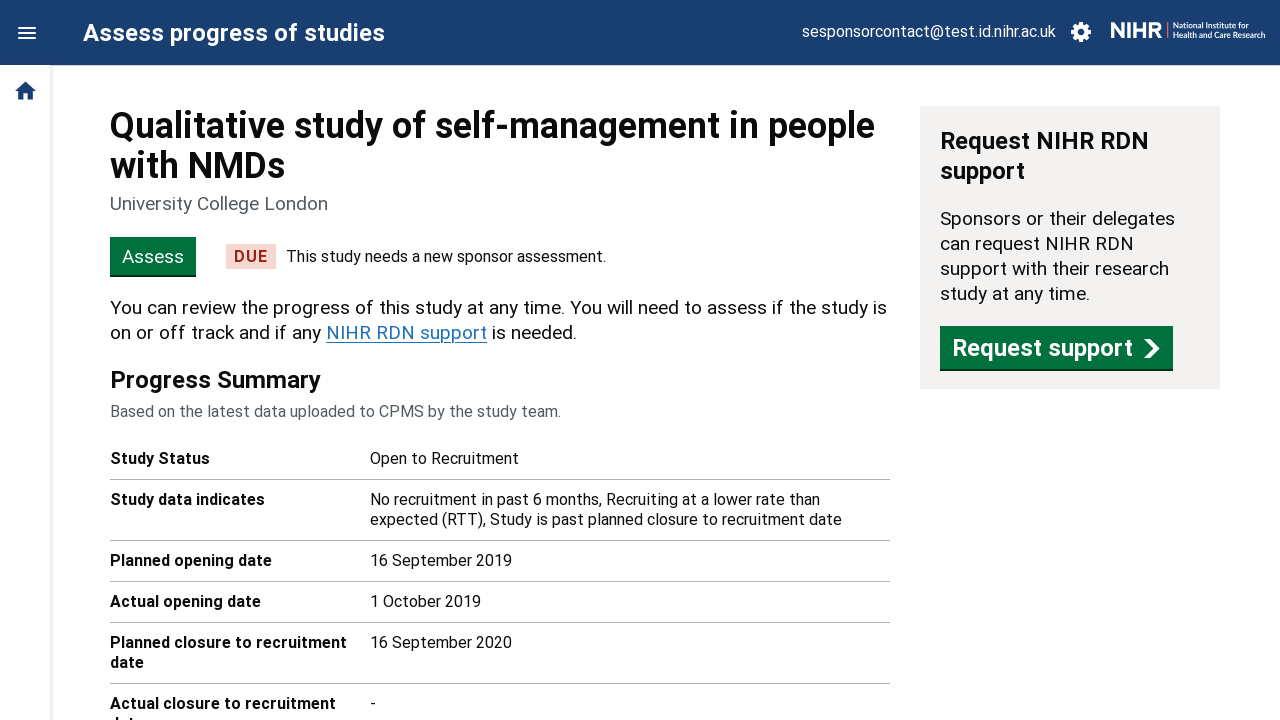 Assess progress of studies
sesponsorcontact@test.id.nihr.ac.uk
NIHR | National Institute for
Health and Care Research
Qualitative study of self-management in people
with NMDs
University College London
Assess
DUE
This study needs a new sponsor assessment.
You can review the progress of this study at any time. You will need to assess if the study is
on or off track and if any NIHR RDN support is needed.
Progress Summary
Based on the latest data uploaded to CPMS by the study team.
Study Status
Open to Recruitment
Study data indicates
No recruitment in past 6 months, Recruiting at a lower rate than
expected (RTT), Study is past planned closure to recruitment date
Planned opening date
16 September 2019
Actual opening date
1 October 2019
Planned closure to recruitment
date
16 September 2020
Actual closure to recruitment
-
Request NIHR RDN
support
Sponsors or their delegates
can request NIHR RDN
support with their research
study at any time.
Request support